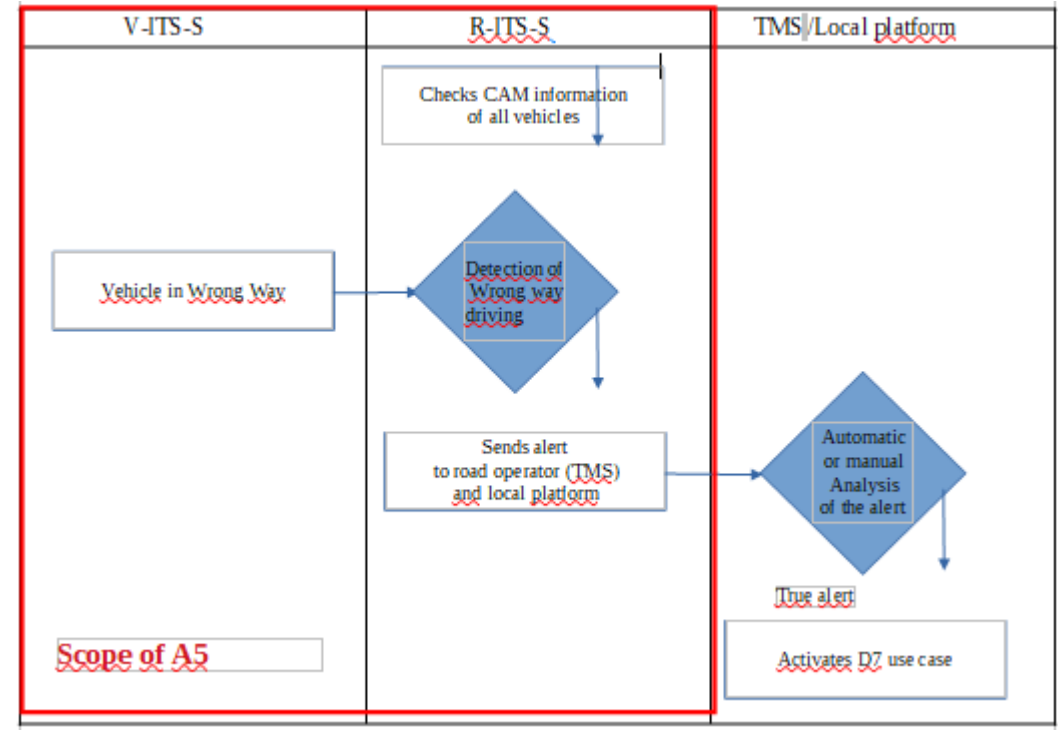 V-ITS-S
R-ITS-S
TMS/Local platform
Checks CAM information
of all vehicles
Vehicle in Wrong Way
Detection of
Wrong way
driving
Sends alert
to road operator (TMS)
and local platform
Automatic
or manual
Analysis
of the alert
True alert
Activates D7 use case
Scope of A5